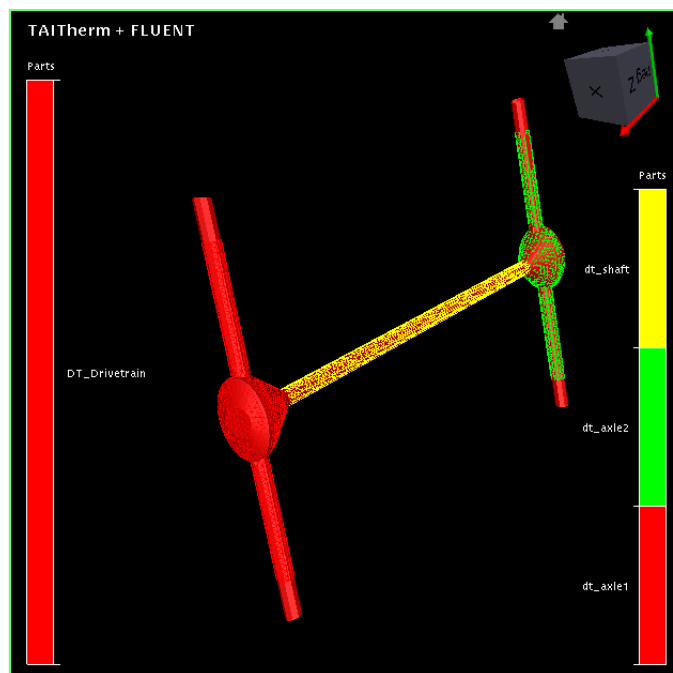 TAITherm + FLUENT
Parts
DT_Drivetrain
X
Z
Parts
dt_shaft
dt_axle2
dt_axle1